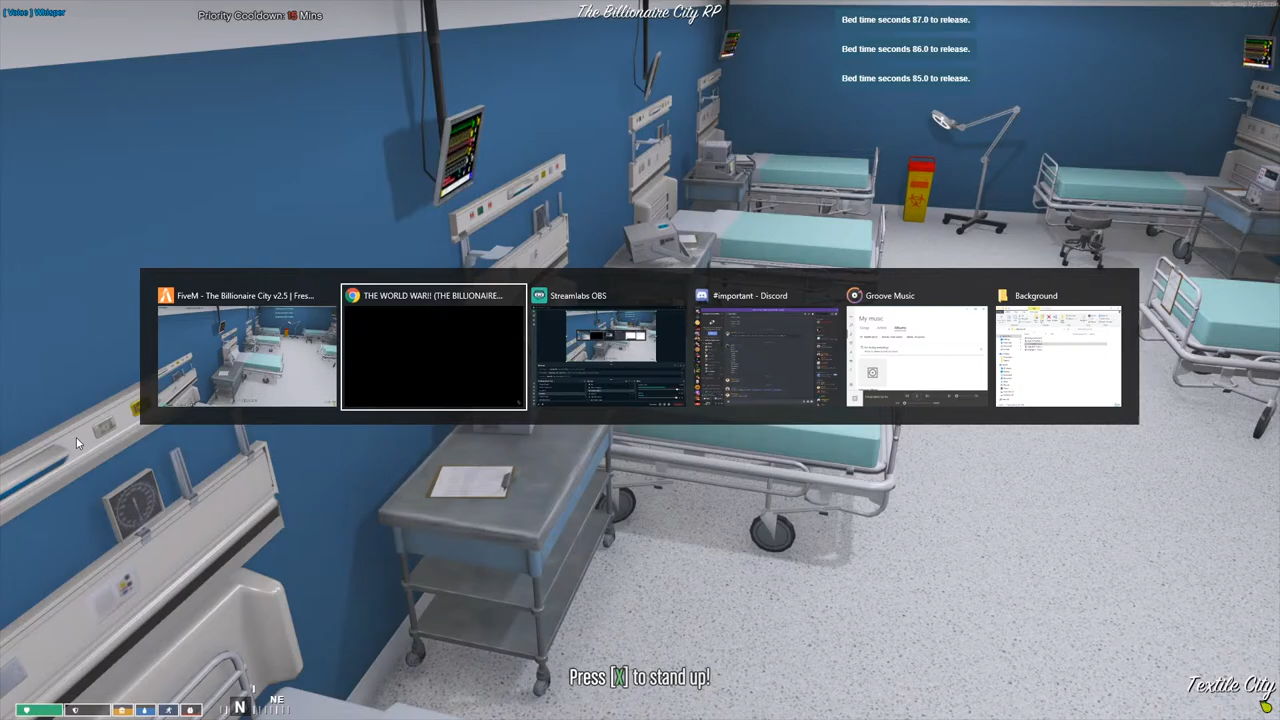 [ Voice ] Whisper
Priority Cooldown: 15 Mins
The Billionaire City RP
Bed time seconds 87.0 to release.
Bed time seconds 86.0 to release.
Bed time seconds 85.0 to release.
FiveM - The Billionaire City v2.5 | Fres...
THE WORLD WAR!! (THE BILLIONAIRE...
Streamlabs OBS
#important - Discord
Groove Music
Background
My music
Press [X] to stand up!
N
NE
Textile City